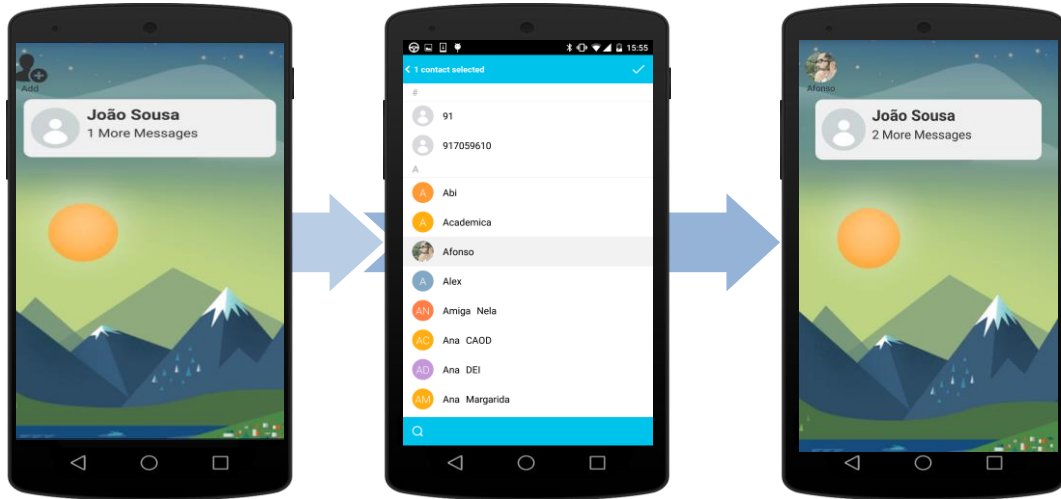 Add
João Sousa
1 More Messages
15:55
1 contact selected
#
91
917059610
A
A Abi
A Academica
Afonso
A Alex
AN Amiga Nela
AC Ana CAOD
AD Ana DEI
AM Ana Margarida
Afonso
João Sousa
2 More Messages